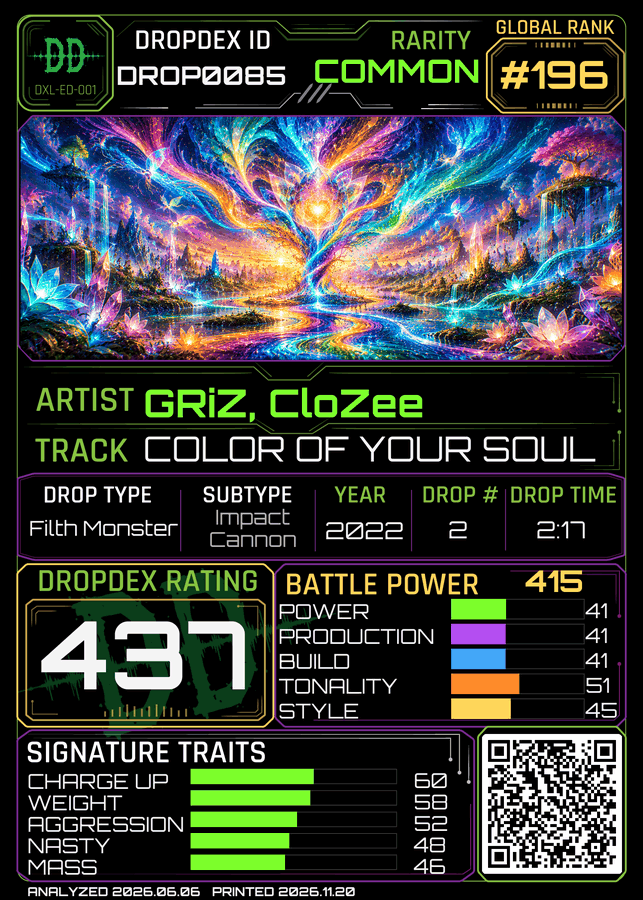 DD
DXL-ED-001
DROPDEX ID
DROP0085
RARITY
COMMON
GLOBAL RANK
#196
ARTIST GRiZ, CloZee
TRACK COLOR OF YOUR SOUL
DROP TYPE
Filth Monster
SUBTYPE
Impact
Cannon
YEAR
2022
DROP #
2
DROP TIME
2:17
DROPDEX RATING
437
BATTLE POWER 415
POWER 41
PRODUCTION 41
BUILD 41
TONALITY 51
STYLE 45
SIGNATURE TRAITS
CHARGE UP 60
WEIGHT 58
AGGRESSION 52
NASTY 48
MASS 46
ANALYZED 2026.06.06 PRINTED 2026.11.20